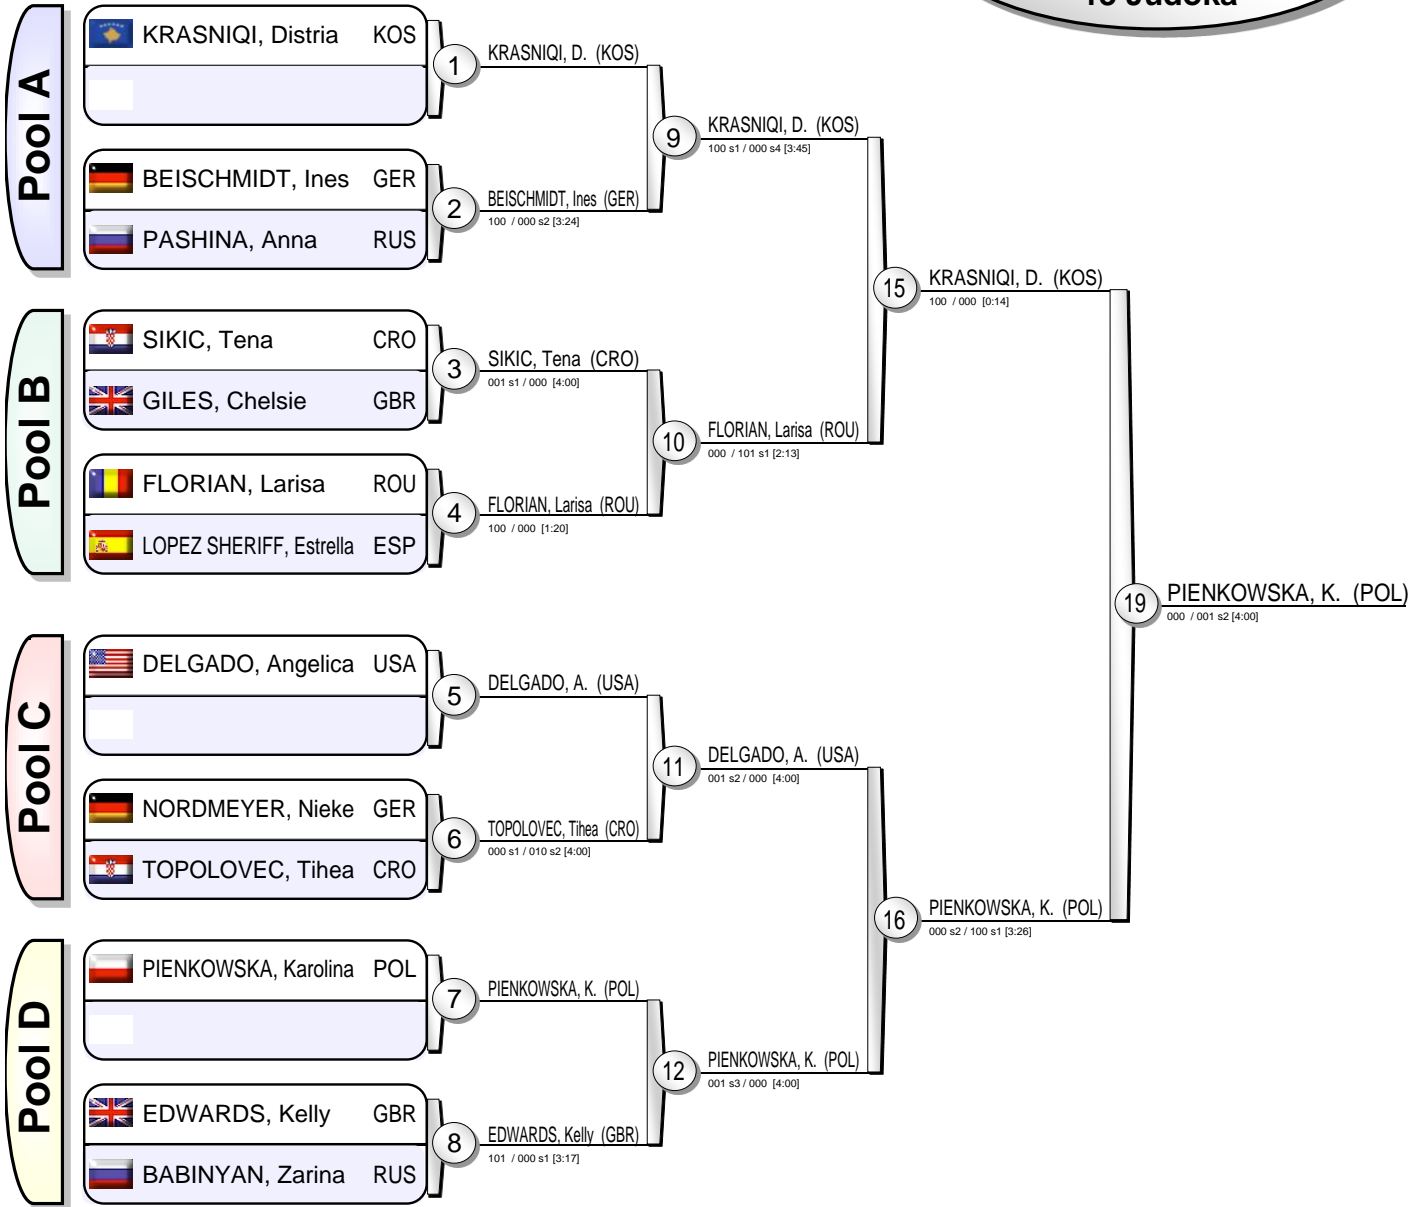 13 Judoka
Pool A
KRASNIQI, Distria KOS
BEISCHMIDT, Ines GER
PASHINA, Anna RUS
Pool B
SIKIC, Tena CRO
GILES, Chelsie GBR
FLORIAN, Larisa ROU
LOPEZ SHERIFF, Estrella ESP
Pool C
DELGADO, Angelica USA
NORDMEYER, Nieke GER
TOPOLOVEC, Tihea CRO
Pool D
PIENKOWSKA, Karolina POL
EDWARDS, Kelly GBR
BABINYAN, Zarina RUS
1
KRASNIQI, D. (KOS)
2
BEISCHMIDT, Ines (GER)
100 / 000 s2 [3:24]
3
SIKIC, Tena (CRO)
001 s1 / 000 [4:00]
4
FLORIAN, Larisa (ROU)
100 / 000 [1:20]
5
DELGADO, A. (USA)
6
TOPOLOVEC, Tihea (CRO)
000 s1 / 010 s2 [4:00]
7
PIENKOWSKA, K. (POL)
8
EDWARDS, Kelly (GBR)
101 / 000 s1 [3:17]
9
KRASNIQI, D. (KOS)
100 s1 / 000 s4 [3:45]
10
FLORIAN, Larisa (ROU)
000 / 101 s1 [2:13]
11
DELGADO, A. (USA)
001 s2 / 000 [4:00]
12
PIENKOWSKA, K. (POL)
001 s3 / 000 [4:00]
15
KRASNIQI, D. (KOS)
100 / 000 [0:14]
16
PIENKOWSKA, K. (POL)
000 s2 / 100 s1 [3:26]
19
PIENKOWSKA, K. (POL)
000 / 001 s2 [4:00]